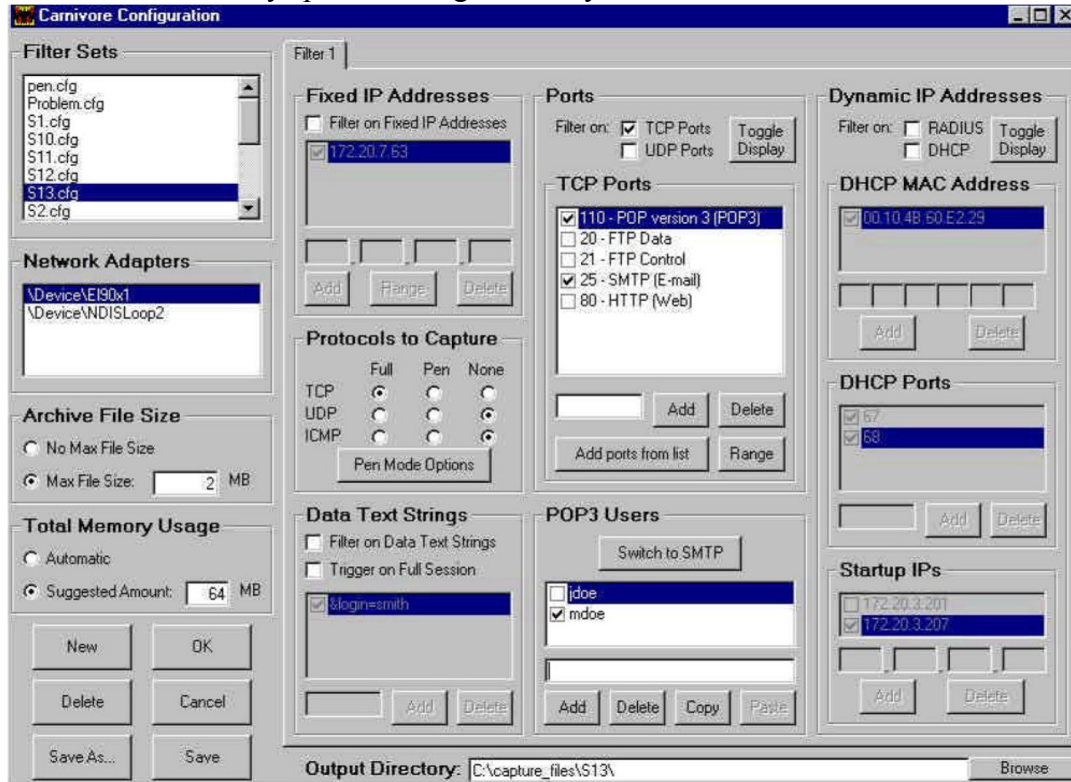 Carnivore Configuration
Filter Sets
pen.cfg
Problem.cfg
S1.cfg
S10.cfg
S11.cfg
S12.cfg
S13.cfg
S2.cfg
Network Adapters
\Device\El90x1
\Device\NDISLoop2
Archive File Size
No Max File Size
Max File Size: 2 MB
Total Memory Usage
Automatic
Suggested Amount: 64 MB
New OK
Delete Cancel
Save As... Save
Filter 1
Fixed IP Addresses
Filter on Fixed IP Addresses
172.20.7.63
Add Range Delete
Protocols to Capture
Full Pen None
TCP
UDP
ICMP
Pen Mode Options
Data Text Strings
Filter on Data Text Strings
Trigger on Full Session
&login=smith
Add Delete
Ports
Filter on: TCP Ports
UDP Ports
Toggle
Display
TCP Ports
110 - POP version 3 (POP3)
20 - FTP Data
21 - FTP Control
25 - SMTP (E-mail)
80 - HTTP (Web)
Add Delete
Add ports from list Range
POP3 Users
Switch to SMTP
jdoe
mdoe
Add Delete Copy Paste
Dynamic IP Addresses
Filter on: RADIUS
DHCP
Toggle
Display
DHCP MAC Address
00.10.4B.60.E2.29
Add Delete
DHCP Ports
67
68
Add Delete
Startup IPs
172.20.3.201
172.20.3.207
Add Delete
Output Directory: C:\capture_files\S13\ Browse